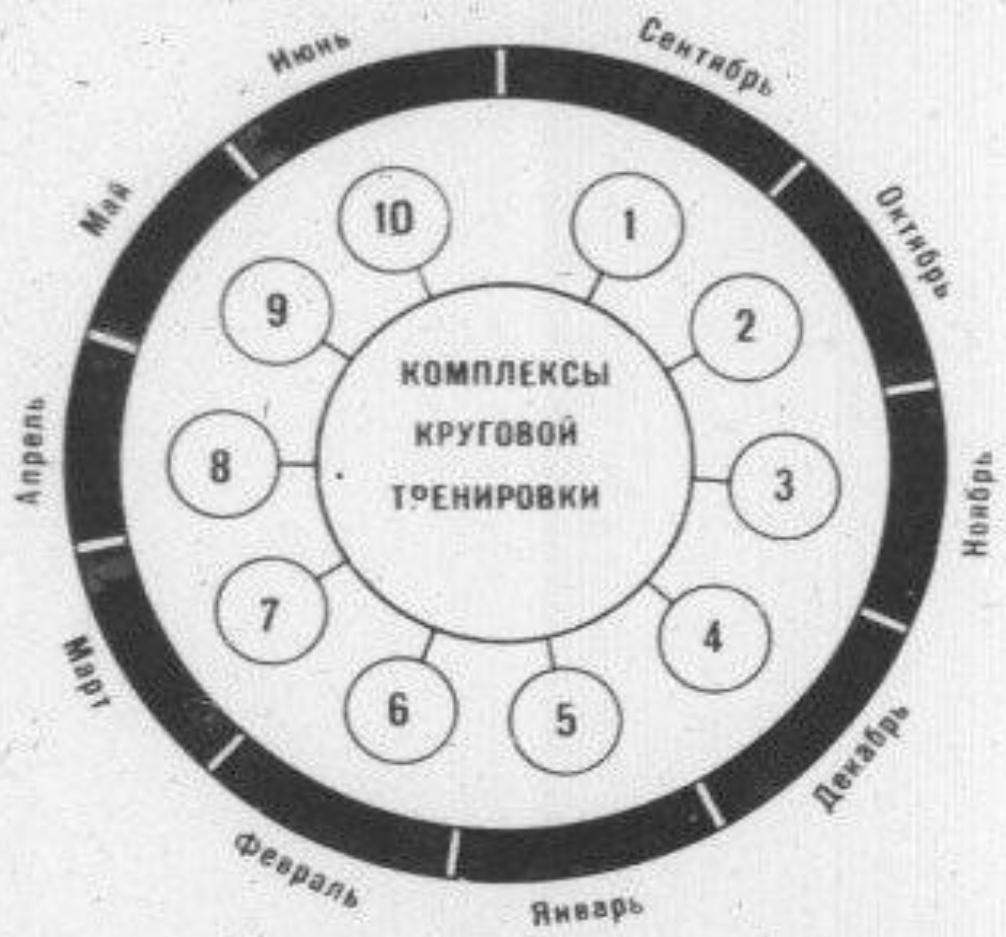 Сентябрь
Октябрь
Ноябрь
Декабрь
Январь
Февраль
Март
Апрель
Май
Июнь
1
2
3
4
5
6
7
8
9
10
КОМПЛЕКСЫ
КРУГОВОЙ
ТРЕНИРОВКИ